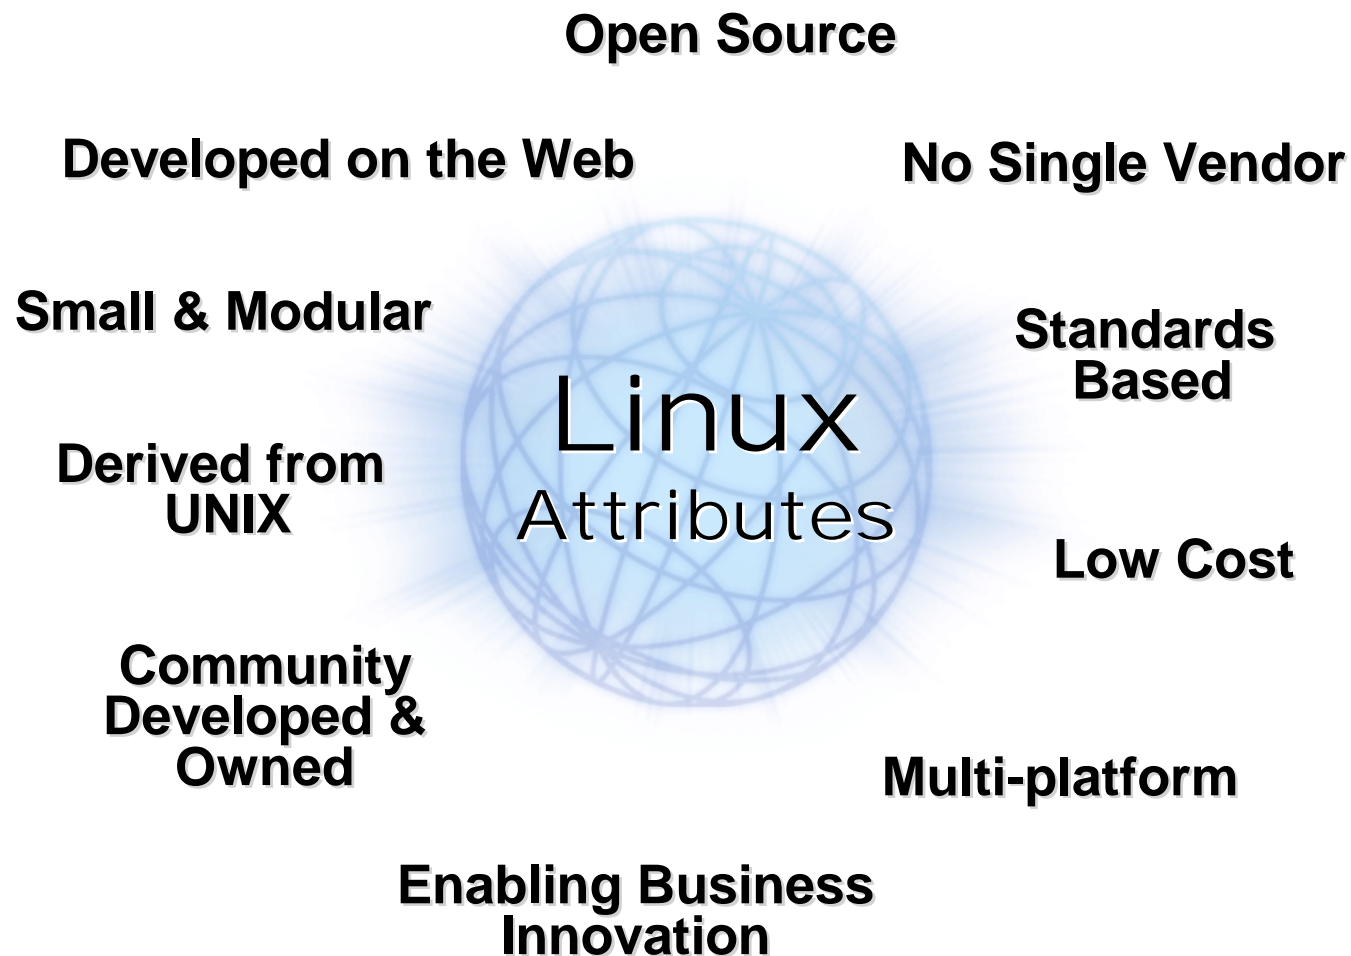 Open Source
Developed on the Web
No Single Vendor
Small & Modular
Standards
Based
Linux
Attributes
Derived from
UNIX
Low Cost
Community
Developed &
Owned
Multi-platform
Enabling Business
Innovation